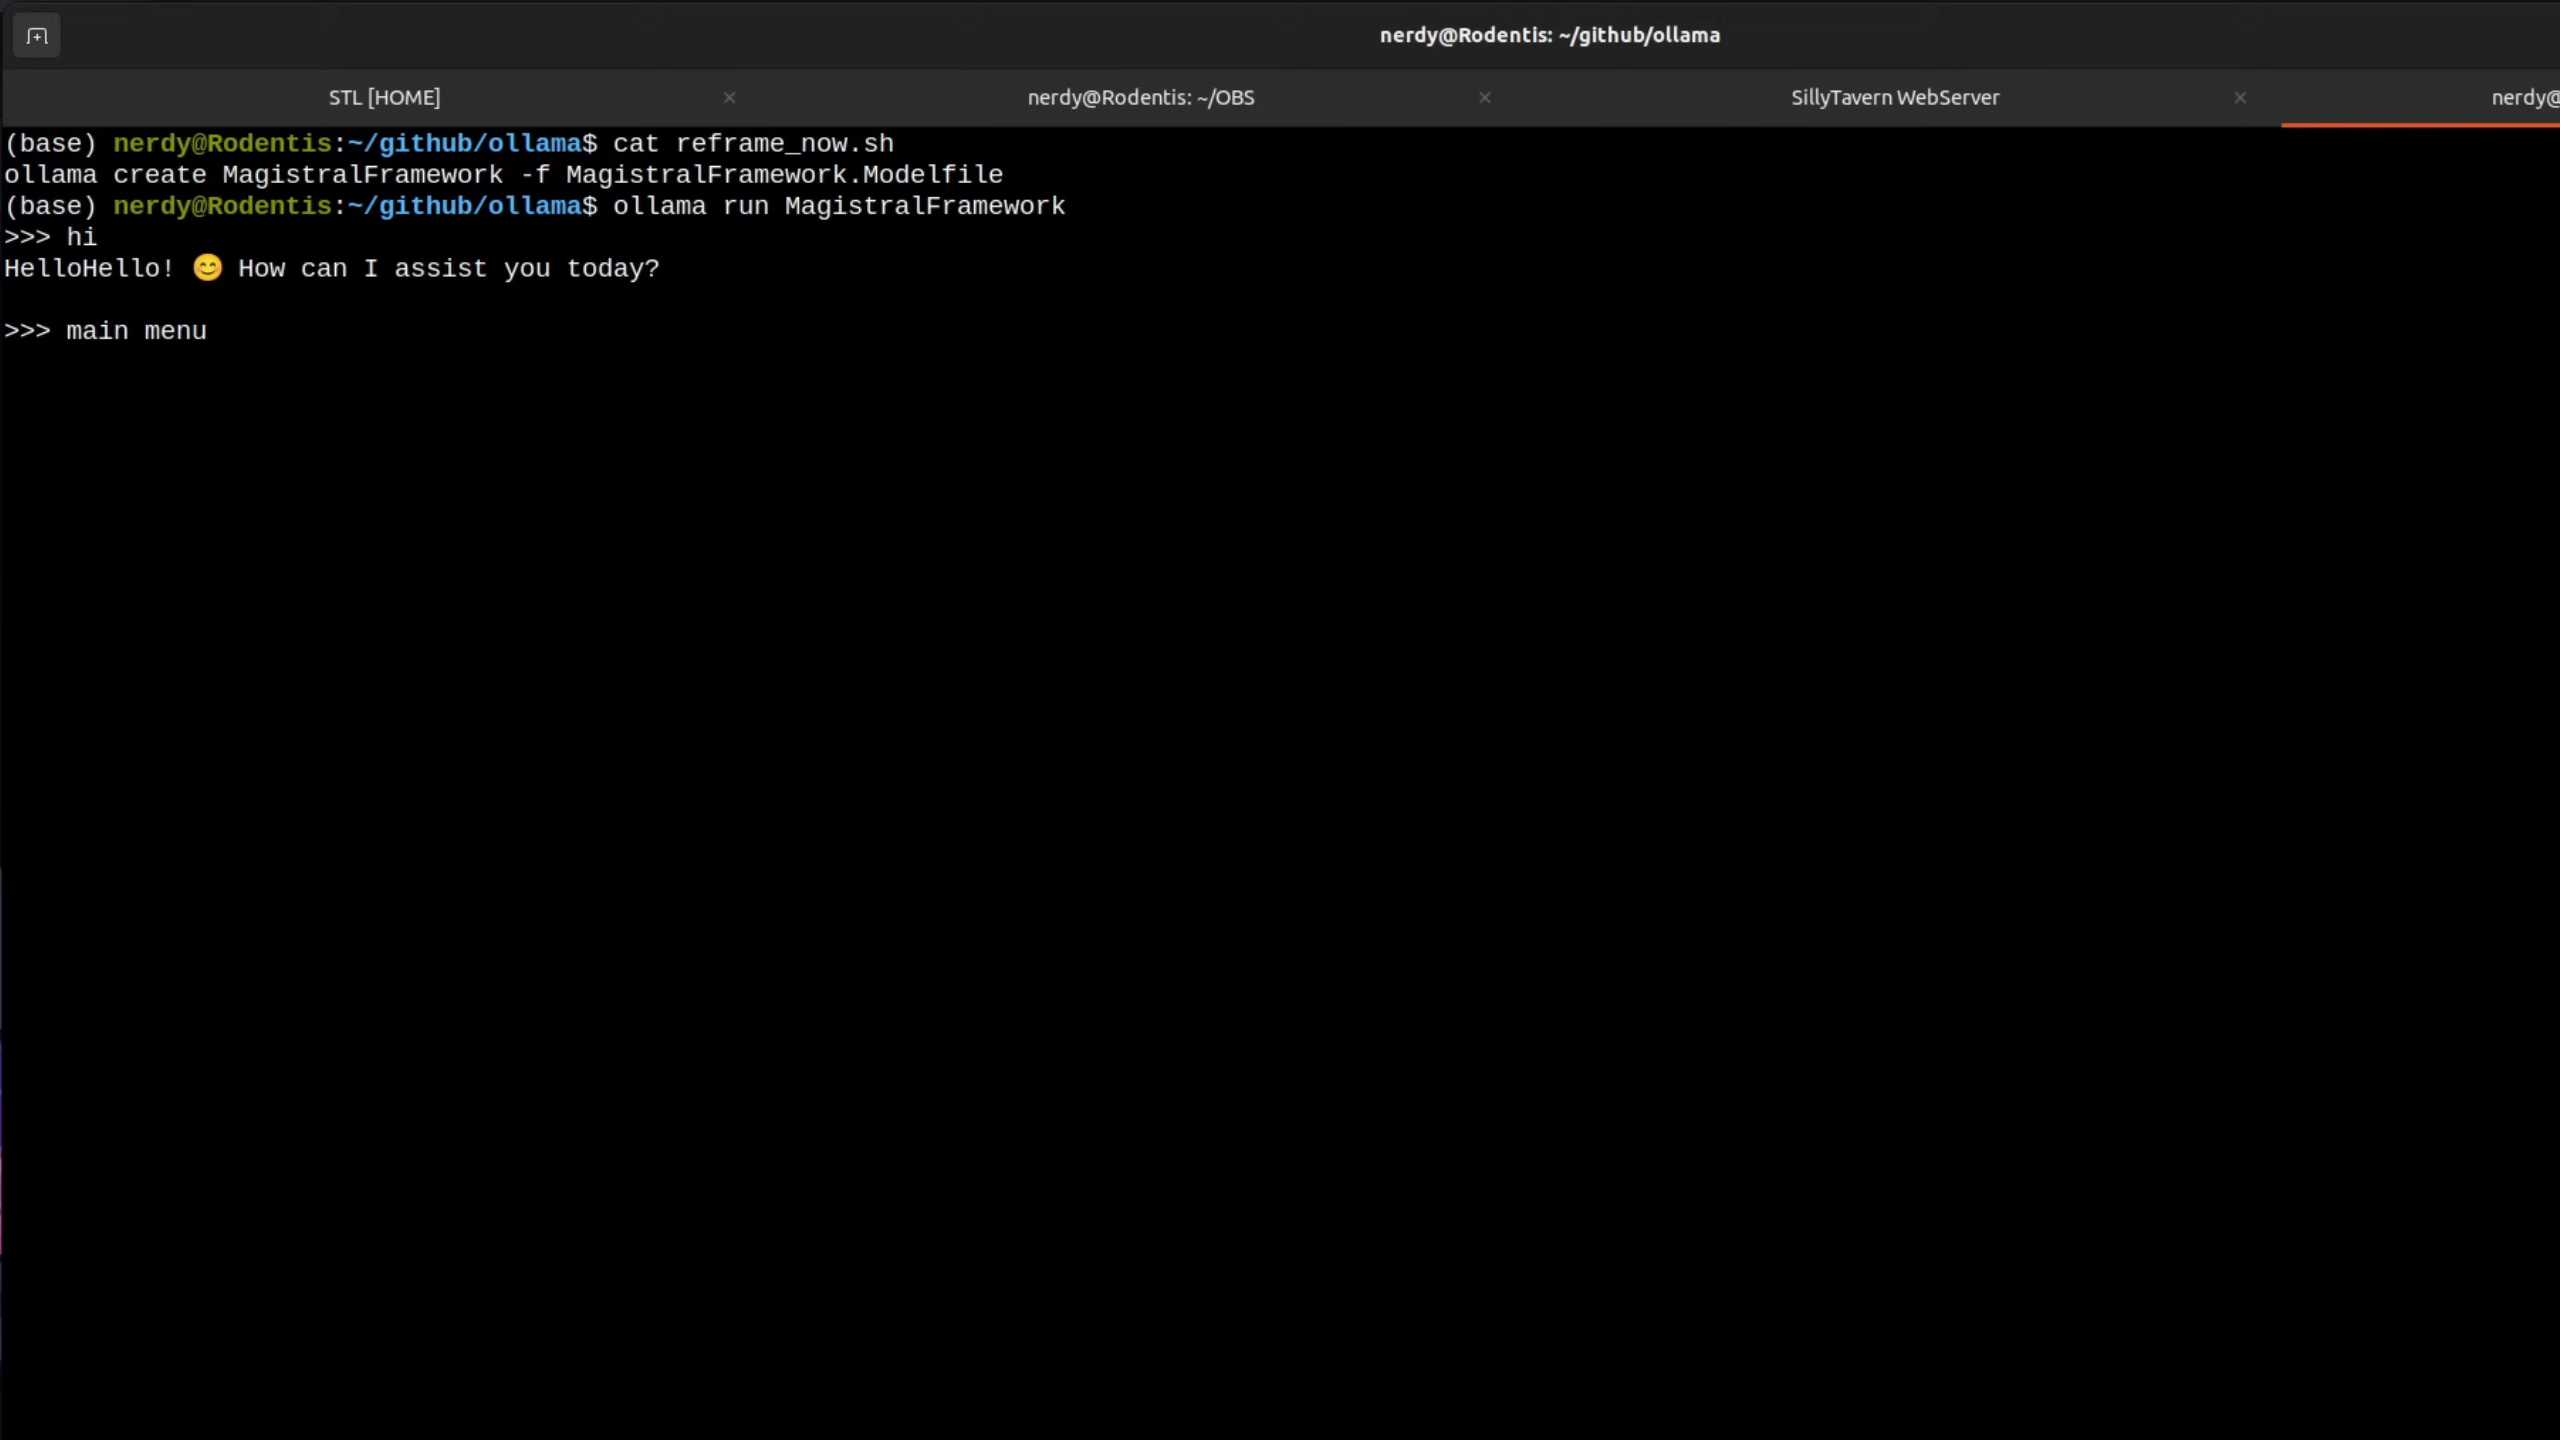 nerdy@Rodentis: ~/github/ollama
STL [HOME] × nerdy@Rodentis: ~/OBS × SillyTavern WebServer × nerdy@
(base) nerdy@Rodentis:~/github/ollama$ cat reframe_now.sh
ollama create MagistralFramework -f MagistralFramework.Modelfile
(base) nerdy@Rodentis:~/github/ollama$ ollama run MagistralFramework
>>> hi
HelloHello! 😊 How can I assist you today?
>>> main menu